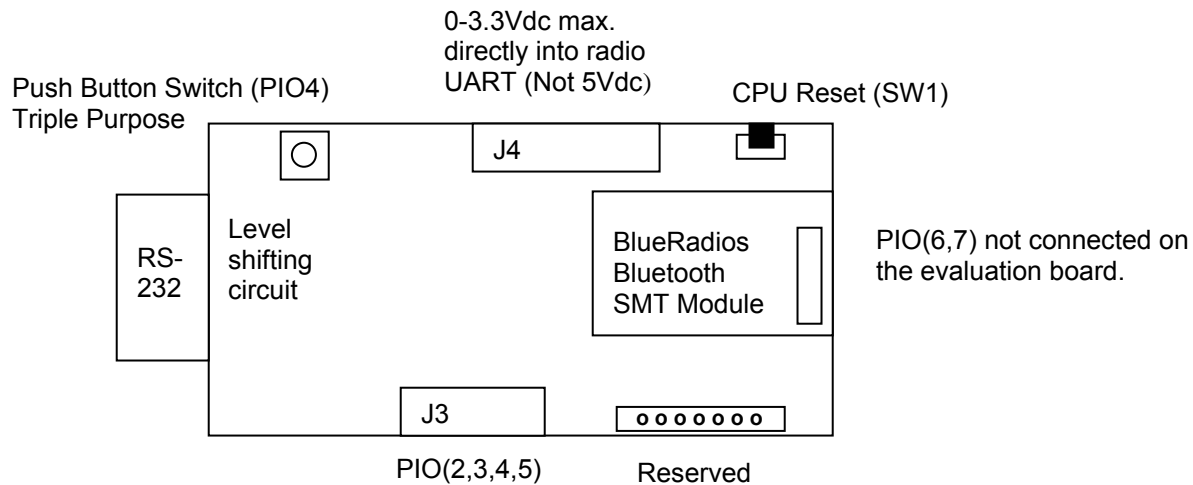 0-3.3Vdc max.
directly into radio
UART (Not 5Vdc)
Push Button Switch (PIO4)
Triple Purpose
CPU Reset (SW1)
J4
RS-
232
Level
shifting
circuit
BlueRadios
Bluetooth
SMT Module
PIO(6,7) not connected on
the evaluation board.
J3
o o o o o o o
PIO(2,3,4,5)
Reserved